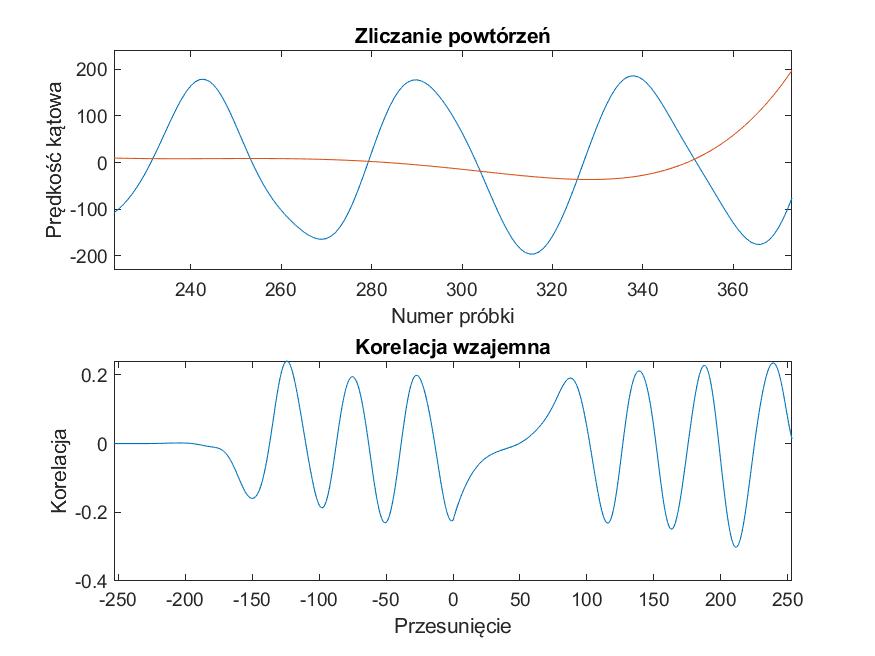 Zliczanie powtórzeń
200
100
0
-100
-200
Prędkość kątowa
240 260 280 300 320 340 360
Numer próbki
Korelacja wzajemna
0.2
0
-0.2
-0.4
Korelacja
-250 -200 -150 -100 -50 0 50 100 150 200 250
Przesunięcie